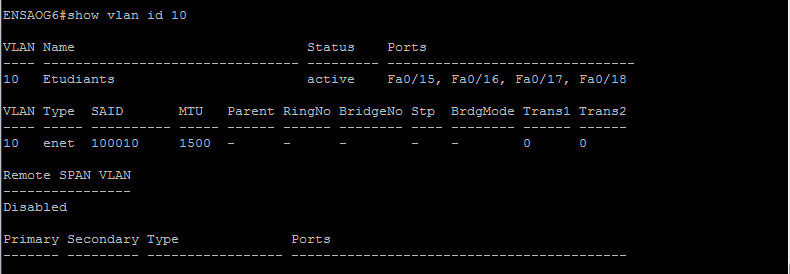 ENSAOG6#show vlan id 10
VLAN Name                             Status    Ports
---- -------------------------------- --------- -------------------------------
10   Etudiants                        active    Fa0/15, Fa0/16, Fa0/17, Fa0/18
VLAN Type  SAID       MTU   Parent RingNo BridgeNo Stp  BrdgMode Trans1 Trans2
---- ----- ---------- ----- ------ ------ -------- ---- -------- ------ ------
10   enet  100010     1500  -      -      -        -    -        0      0
Remote SPAN VLAN
----------------
Disabled
Primary Secondary Type              Ports
------- --------- ----------------- ------------------------------------------